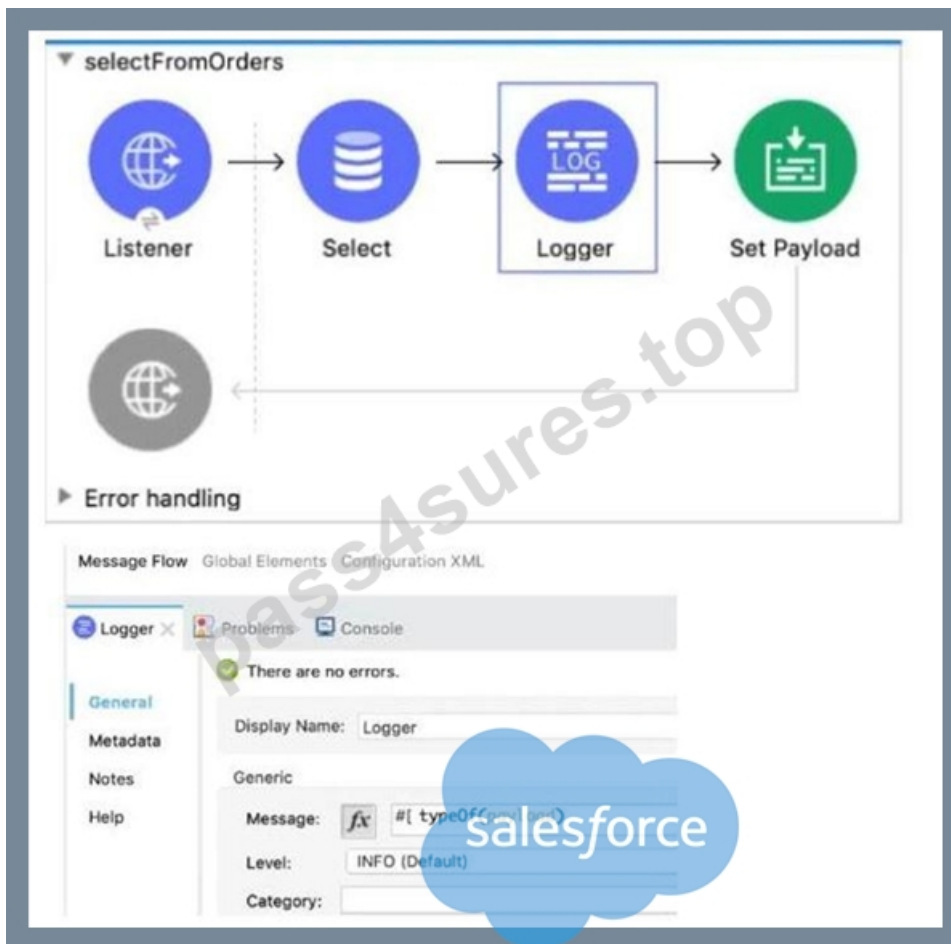 selectFromOrders
LOG
Listener
Select
Logger
Set Payload
Error handling
pass4sures.top
Message Flow Global Elements Configuration XML
Logger Problems Console
There are no errors.
General
Metadata
Notes
Help
Display Name: Logger
Generic
Message: fx #[ typeOf(payload)
Level: INFO (Default)
Category:
salesforce